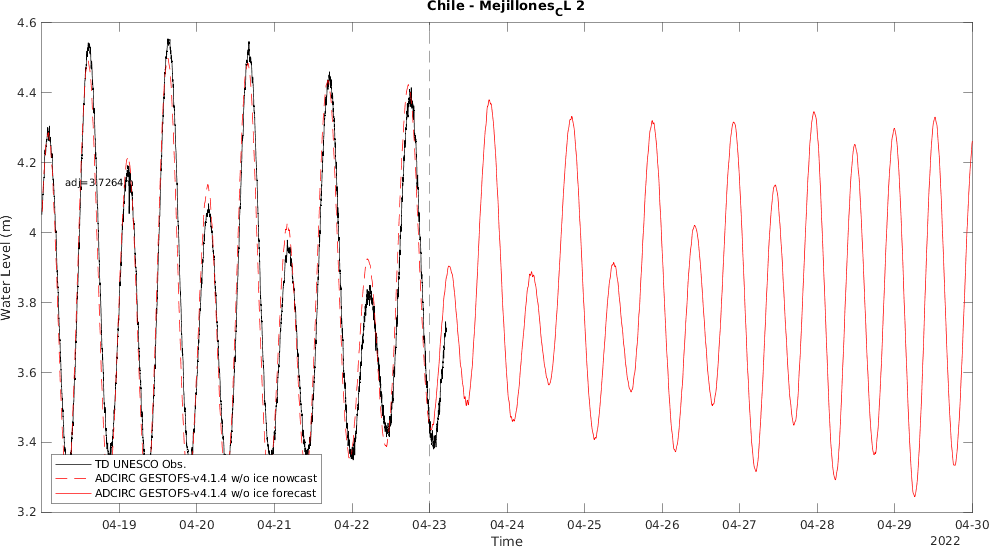 Chile - Mejillones_CL 2
4.6
4.4
4.2
4
3.8
3.6
3.4
3.2
Water Level (m)
adj=3.7264m
TD UNESCO Obs.
ADCIRC GESTOFS-v4.1.4 w/o ice nowcast
ADCIRC GESTOFS-v4.1.4 w/o ice forecast
04-19 04-20 04-21 04-22 04-23 04-24 04-25 04-26 04-27 04-28 04-29 04-30
Time
2022